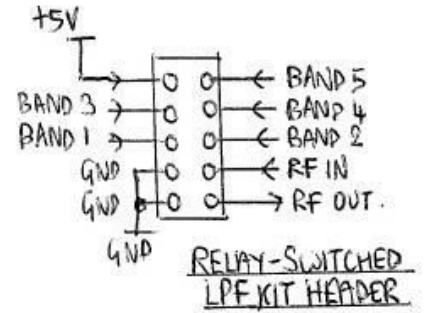 +5V
BAND 5
BAND 3
BAND 4
BAND 1
BAND 2
GND
RF IN
GND
RF OUT.
GND
RELAY-SWITCHED
LPF KIT HEADER